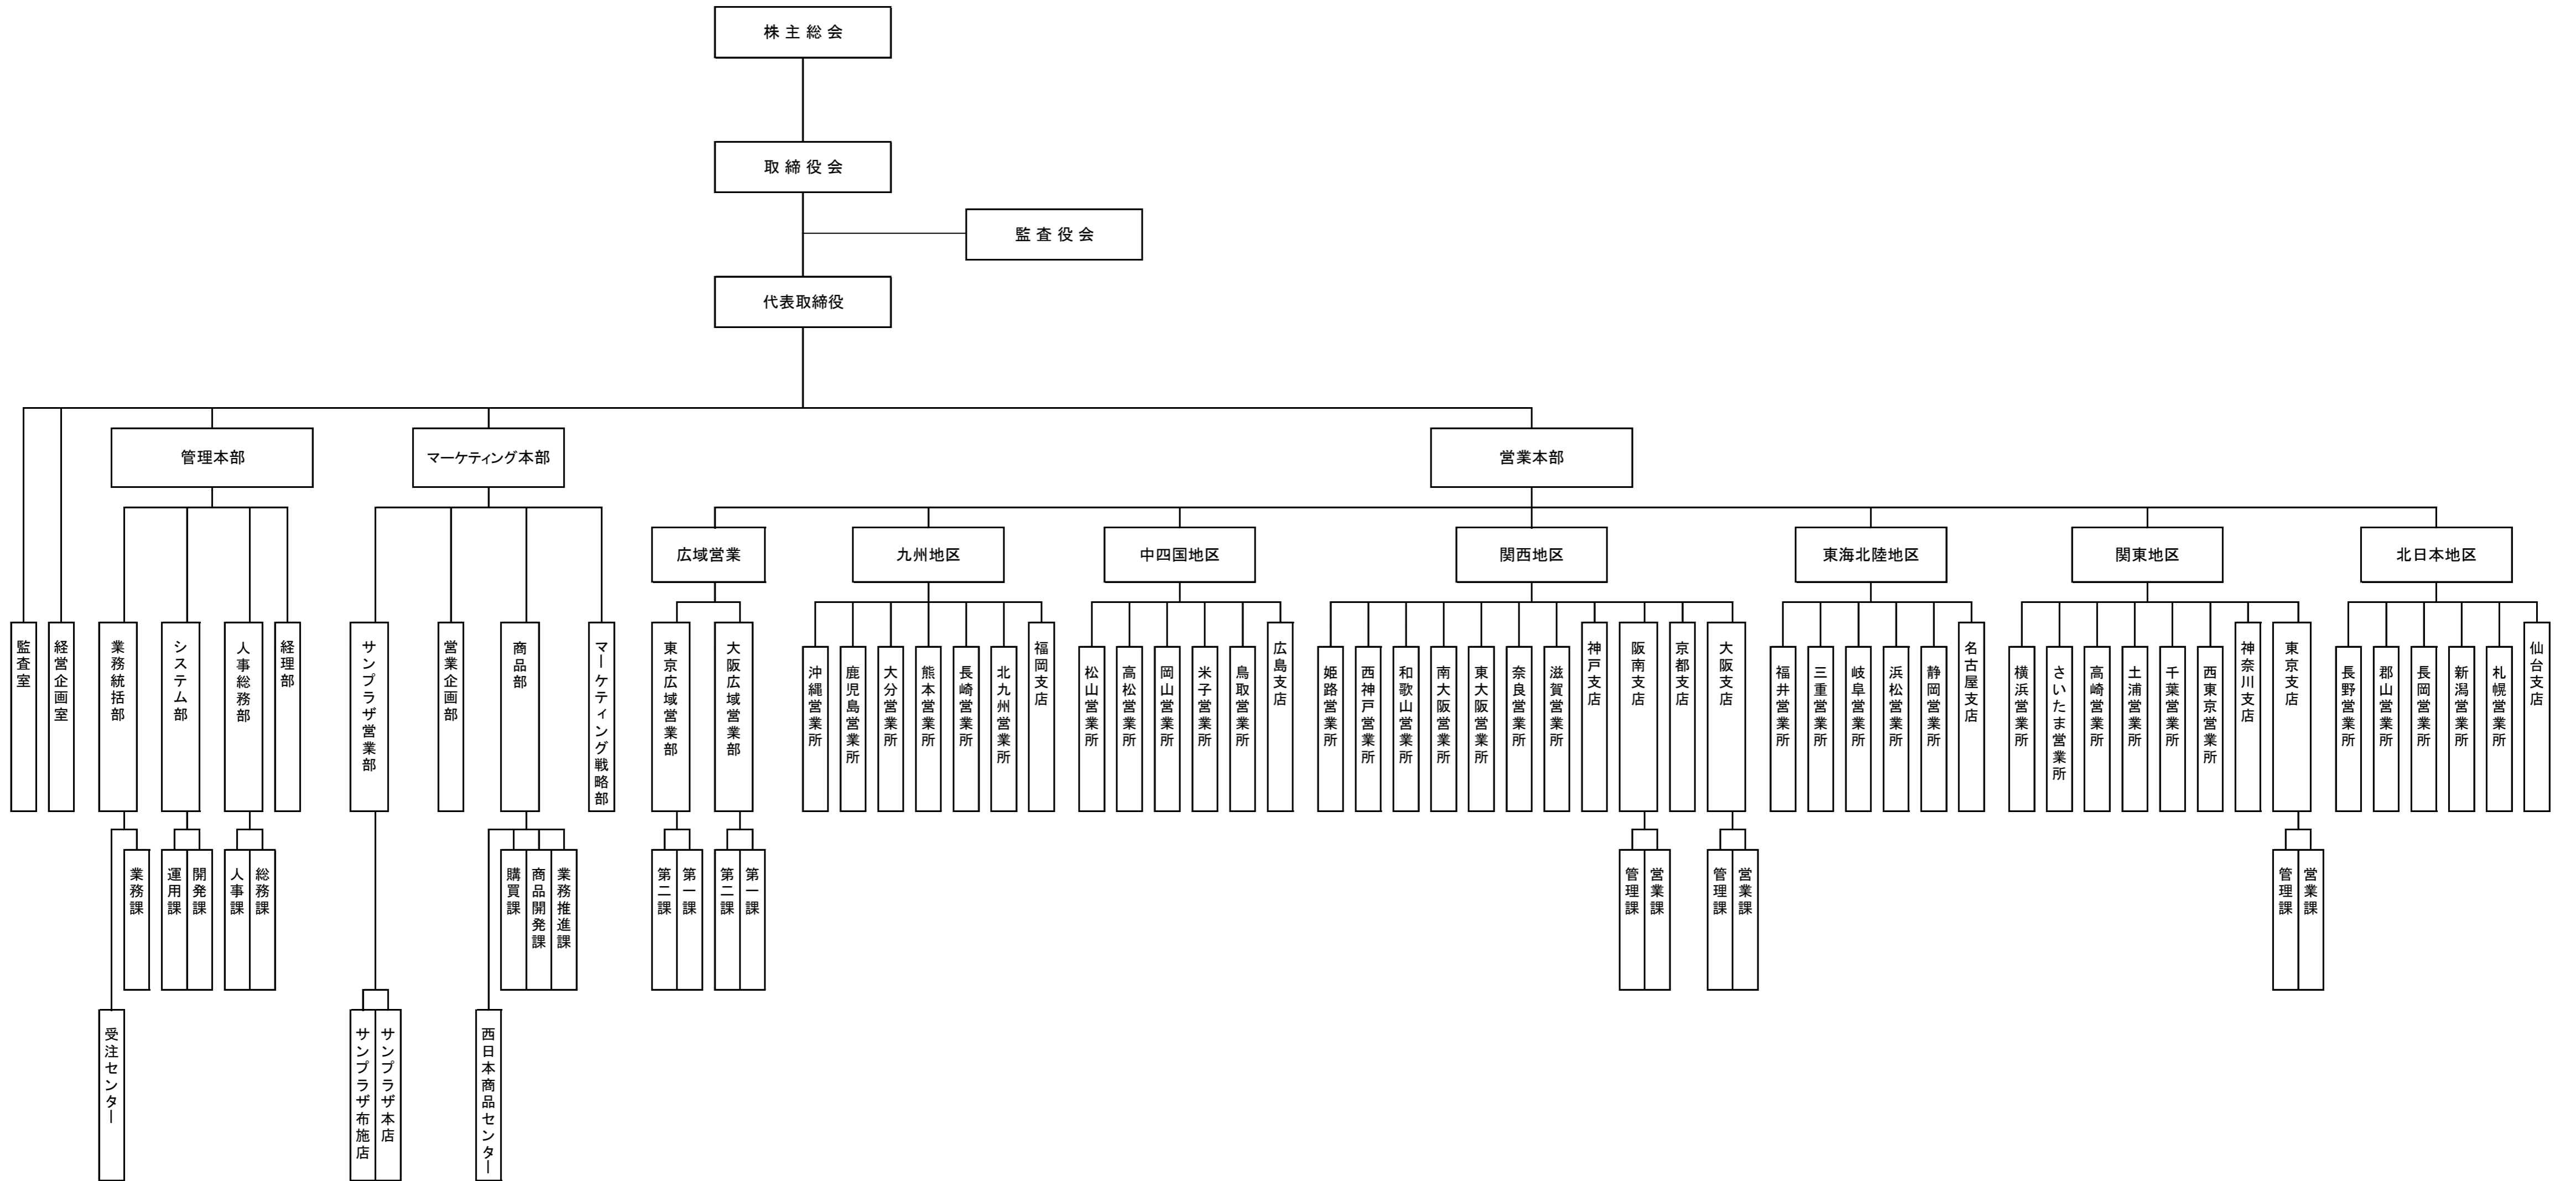 株主総会
取締役会
監査役会
代表取締役
管理本部
マーケティング本部
営業本部
広域営業
九州地区
中四国地区
関西地区
東海北陸地区
関東地区
北日本地区
監査室
経営企画室
業務統括部
システム部
人事総務部
経理部
サンプラザ営業部
営業企画部
商品部
マーケティング戦略部
東京広域営業部
大阪広域営業部
沖縄営業所
鹿児島営業所
大分営業所
熊本営業所
長崎営業所
北九州営業所
福岡支店
松山営業所
高松営業所
岡山営業所
米子営業所
鳥取営業所
広島支店
姫路営業所
西神戸営業所
和歌山営業所
南大阪営業所
東大阪営業所
奈良営業所
滋賀営業所
神戸支店
阪南支店
京都支店
大阪支店
福井営業所
三重営業所
岐阜営業所
浜松営業所
静岡営業所
名古屋支店
横浜営業所
さいたま営業所
高崎営業所
土浦営業所
千葉営業所
西東京営業所
神奈川支店
東京支店
長野営業所
郡山営業所
長岡営業所
新潟営業所
札幌営業所
仙台支店
業務課
運用課
開発課
人事課
総務課
購買課
商品開発課
業務推進課
第二課
第一課
第二課
第一課
管理課
営業課
管理課
営業課
管理課
営業課
受注センター
サンプラザ布施店
サンプラザ本店
西日本商品センター